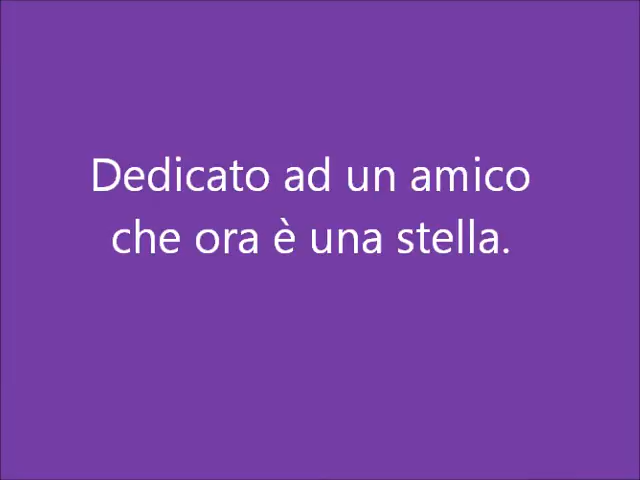 Dedicato ad un amico
che ora è una stella.